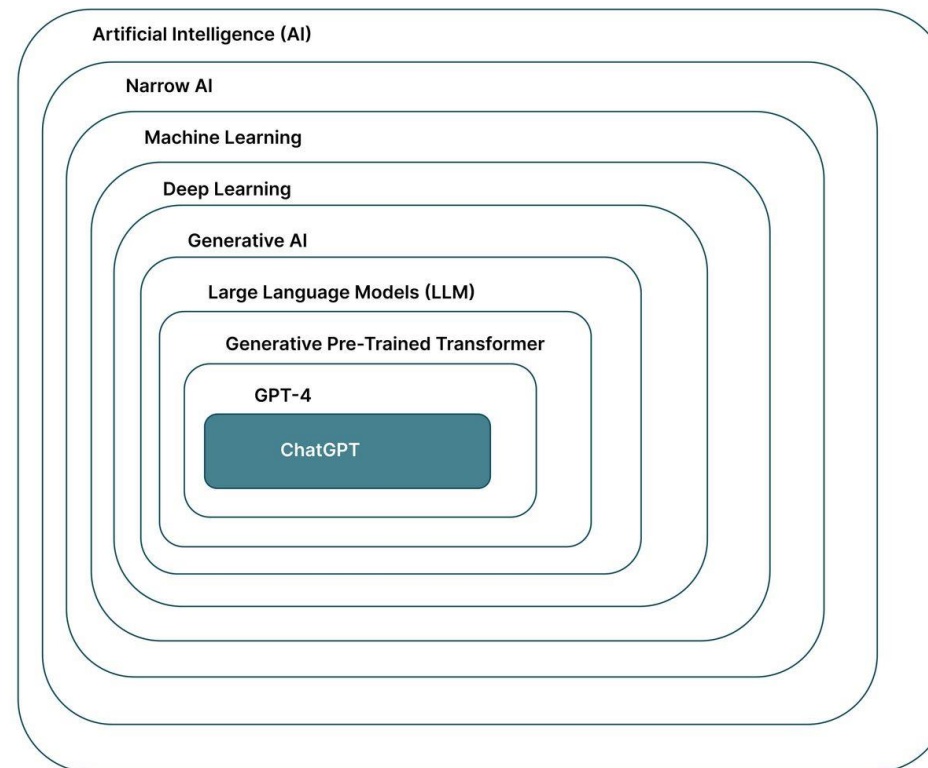 Artificial Intelligence (AI)
Narrow AI
Machine Learning
Deep Learning
Generative AI
Large Language Models (LLM)
Generative Pre-Trained Transformer
GPT-4
ChatGPT